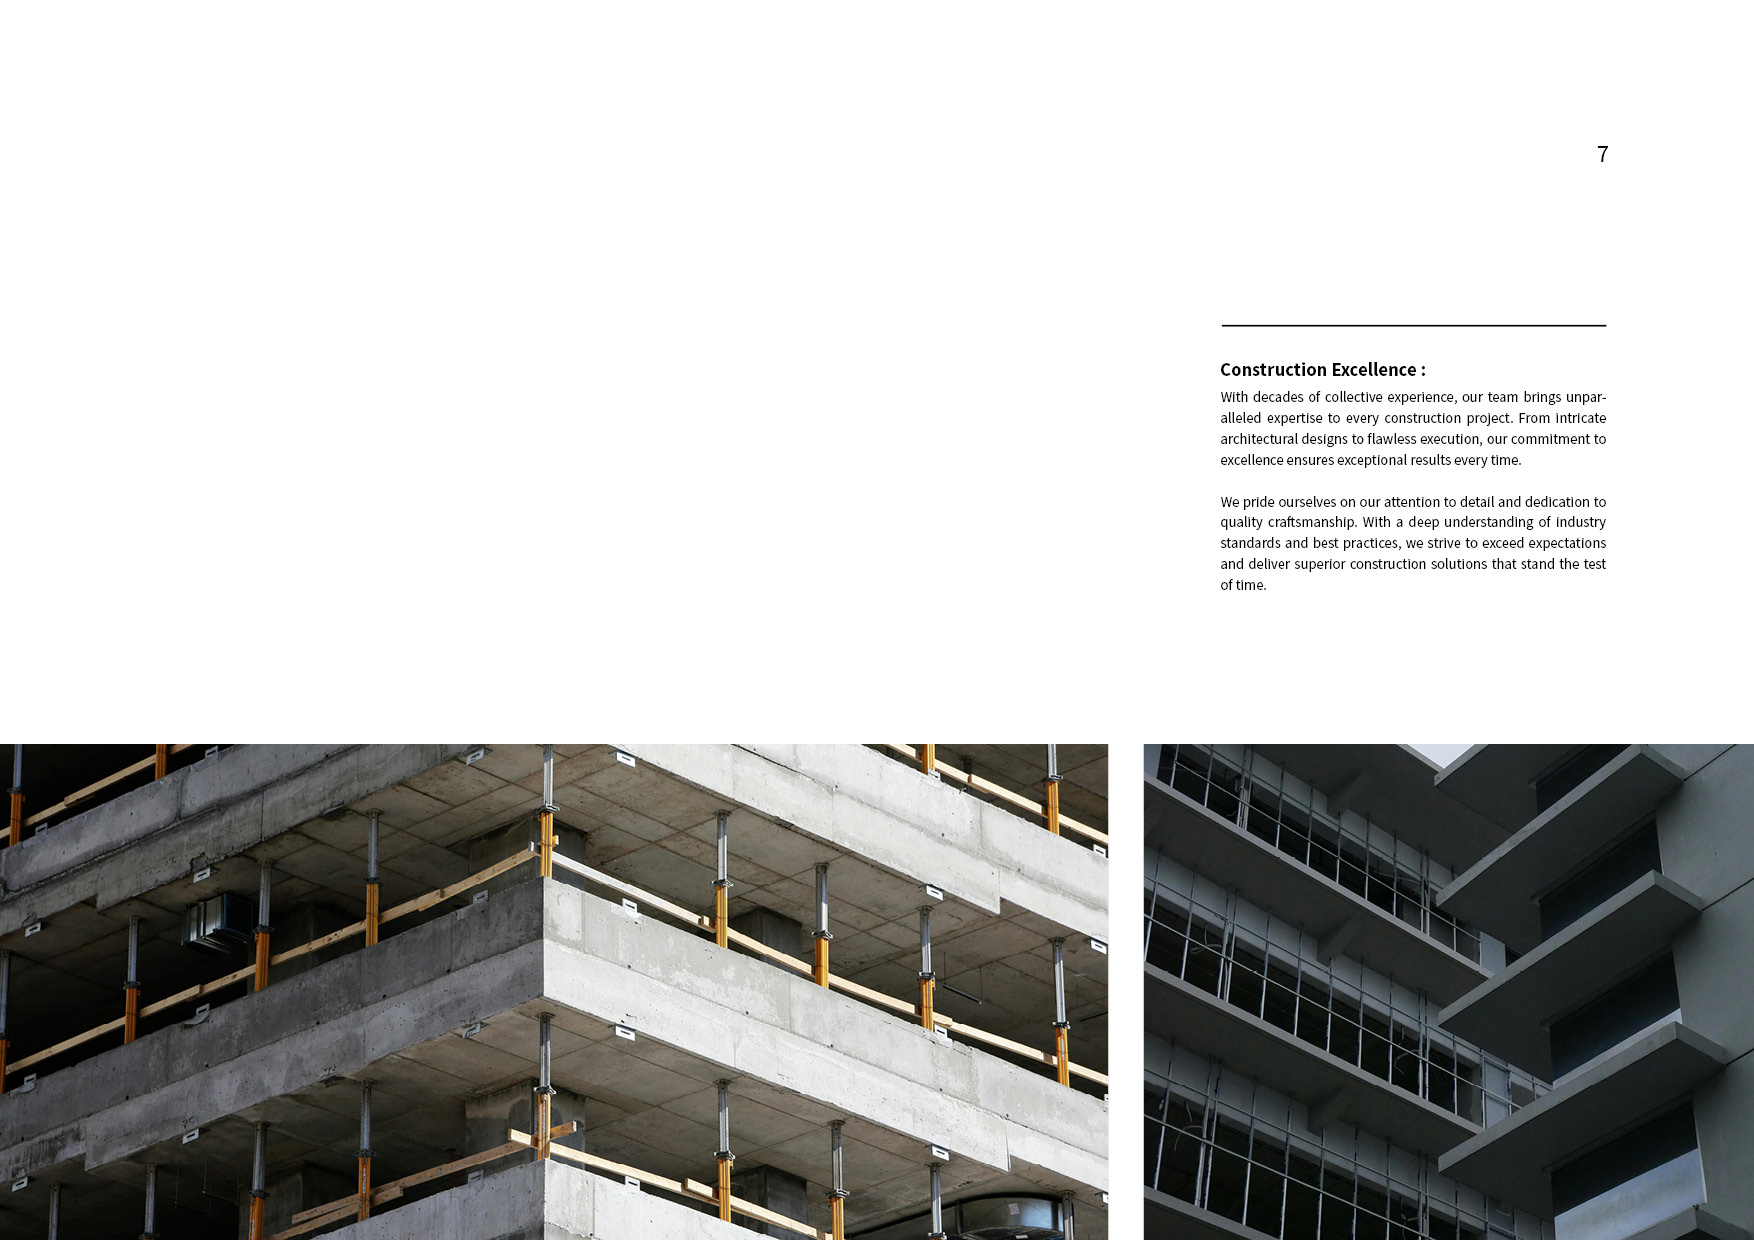 7
Construction Excellence :
With decades of collective experience, our team brings unpar-
alleled expertise to every construction project. From intricate
architectural designs to flawless execution, our commitment to
excellence ensures exceptional results every time.
We pride ourselves on our attention to detail and dedication to
quality craftsmanship. With a deep understanding of industry
standards and best practices, we strive to exceed expectations
and deliver superior construction solutions that stand the test
of time.